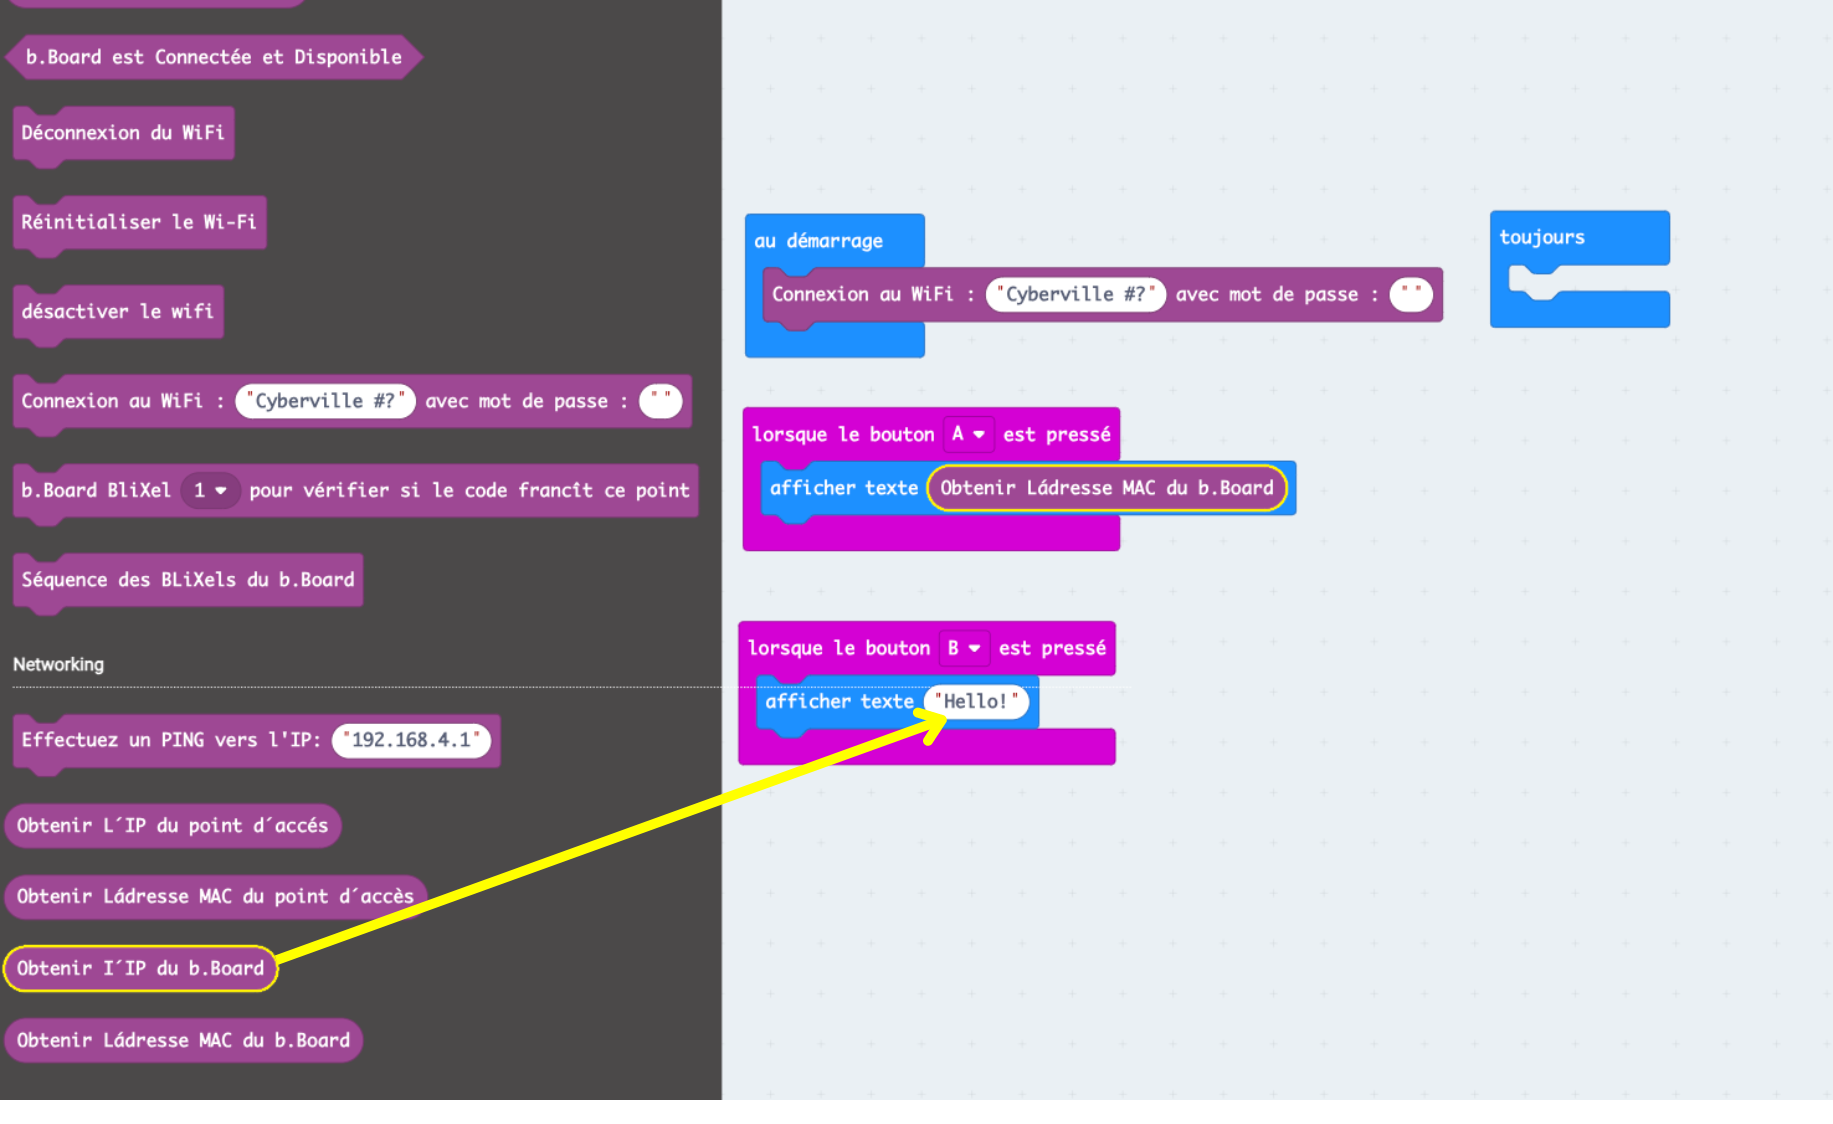 b.Board est Connectée et Disponible
Déconnexion du WiFi
Réinitialiser le Wi-Fi
désactiver le wifi
Connexion au WiFi : "Cyberville #?" avec mot de passe : " "
b.Board BliXel 1 pour vérifier si le code francît ce point
Séquence des BLiXels du b.Board
Networking
Effectuez un PING vers l'IP: "192.168.4.1"
Obtenir L´IP du point d´accés
Obtenir Ládresse MAC du point d´accès
Obtenir I´IP du b.Board
Obtenir Ládresse MAC du b.Board
au démarrage
Connexion au WiFi : "Cyberville #?" avec mot de passe : " "
toujours
lorsque le bouton A est pressé
afficher texte Obtenir Ládresse MAC du b.Board
lorsque le bouton B est pressé
afficher texte "Hello!"